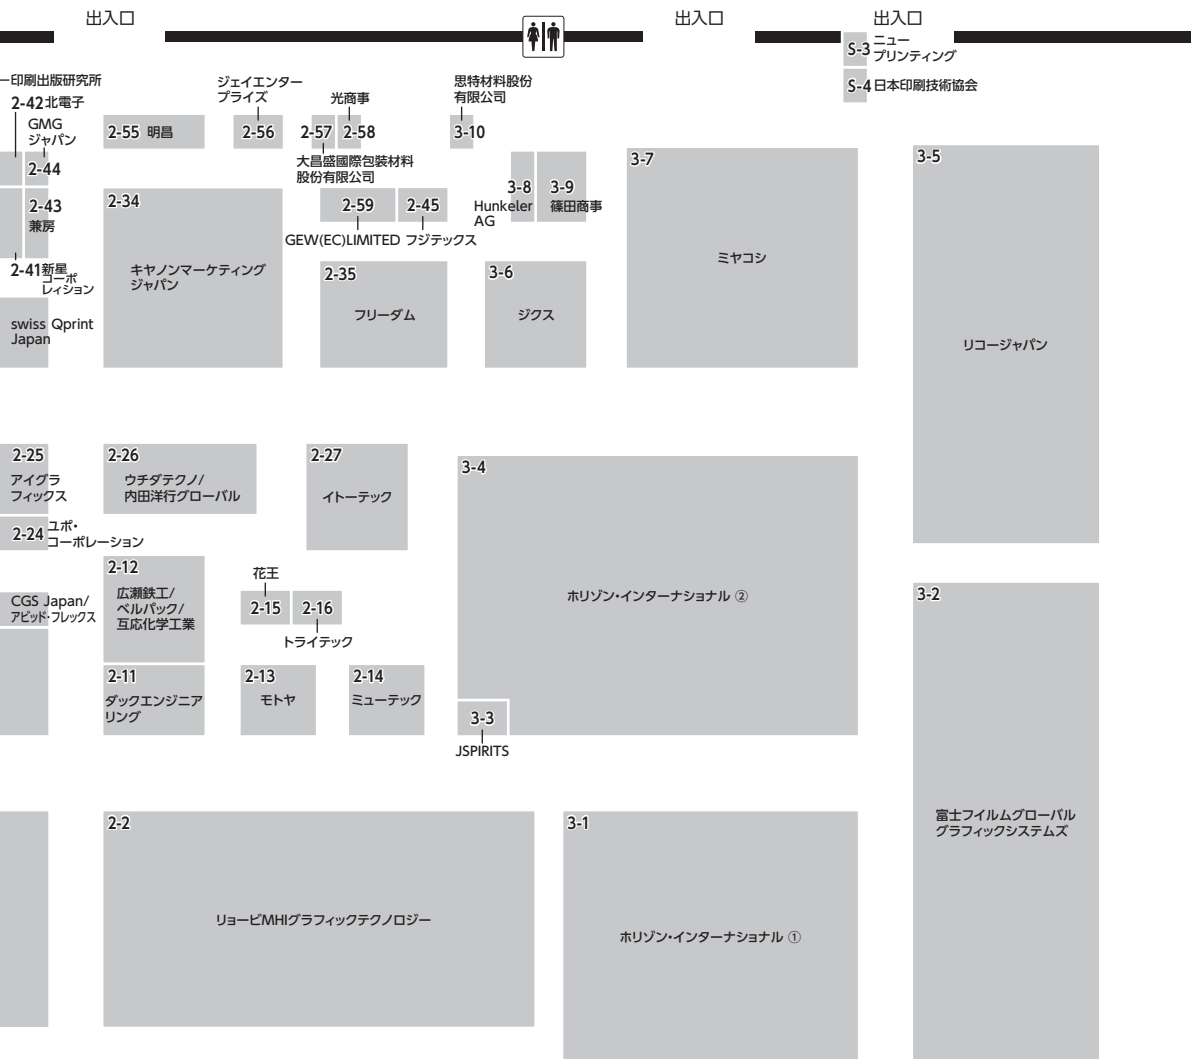 出入口
出入口
出入口
S-3
ニュー
プリンティング
S-4 日本印刷技術協会
ー印刷出版研究所
2-42 北電子
GMG
ジャパン
2-44
2-43
兼房
2-41 新星
コーポ
レィション
swiss Qprint
Japan
2-55 明昌
ジェイエンター
プライズ
2-56
光商事
2-57 2-58
大昌盛國際包裝材料
股份有限公司
思特材料股份
有限公司
3-10
2-34
キヤノンマーケティング
ジャパン
2-59 2-45
GEW(EC)LIMITED フジテックス
3-8
Hunkeler
AG
3-9
篠田商事
2-35
フリーダム
3-6
ジクス
3-7
ミヤコシ
3-5
リコージャパン
2-25
アイグラ
フィックス
2-24
ユポ・
コーポレーション
2-26
ウチダテクノ/
内田洋行グローバル
2-27
イトーテック
3-4
ホリゾン・インターナショナル ②
CGS Japan/
アビッド・フレックス
2-12
広瀬鉄工/
ベルパック/
互応化学工業
花王
2-15 2-16
トライテック
2-11
ダックエンジニア
リング
2-13
モトヤ
2-14
ミューテック
3-3
JSPIRITS
3-2
富士フイルムグローバル
グラフィックシステムズ
2-2
リョービMHIグラフィックテクノロジー
3-1
ホリゾン・インターナショナル ①